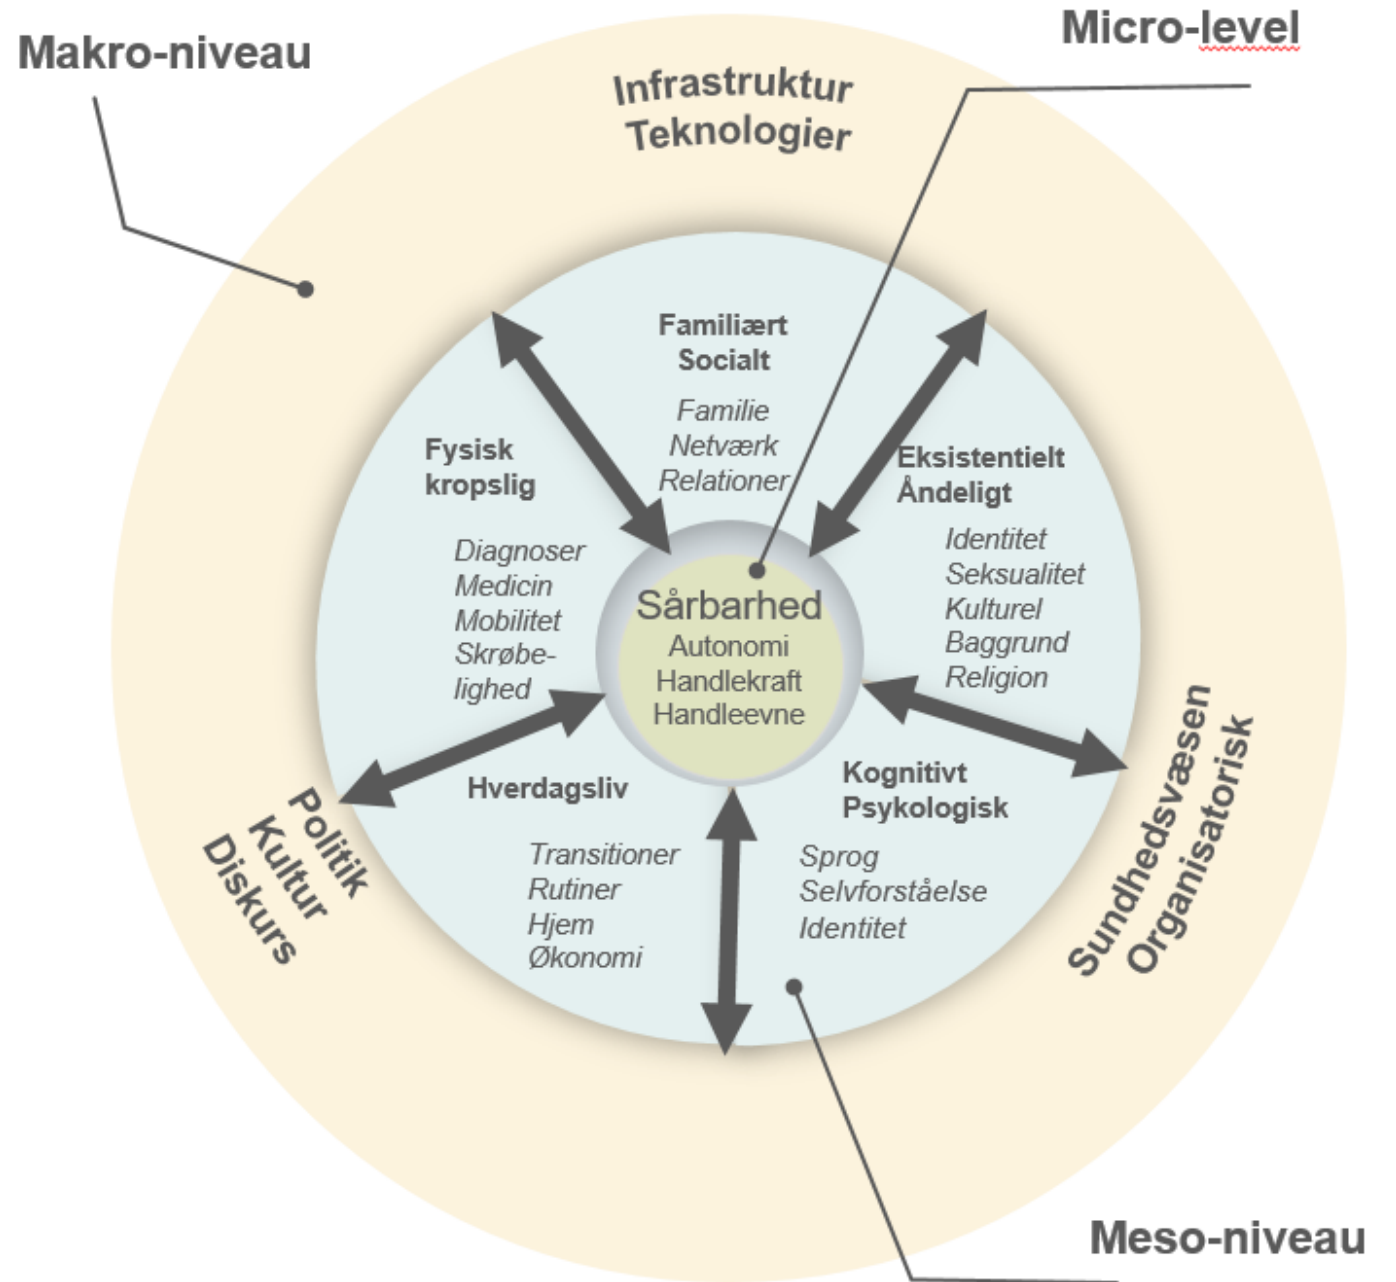 Makro-niveau
Micro-level
Infrastruktur
Teknologier
Familiært
Socialt
Familie
Netværk
Relationer
Fysisk
kropslig
Diagnoser
Medicin
Mobilitet
Skrøbe-
lighed
Eksistentielt
Åndeligt
Identitet
Seksualitet
Kulturel
Baggrund
Religion
Sårbarhed
Autonomi
Handlekraft
Handleevne
Hverdagsliv
Transitioner
Rutiner
Hjem
Økonomi
Kognitivt
Psykologisk
Sprog
Selvforståelse
Identitet
Politik
Kultur
Diskurs
Sundhedsvæsen
Organisatorisk
Meso-niveau